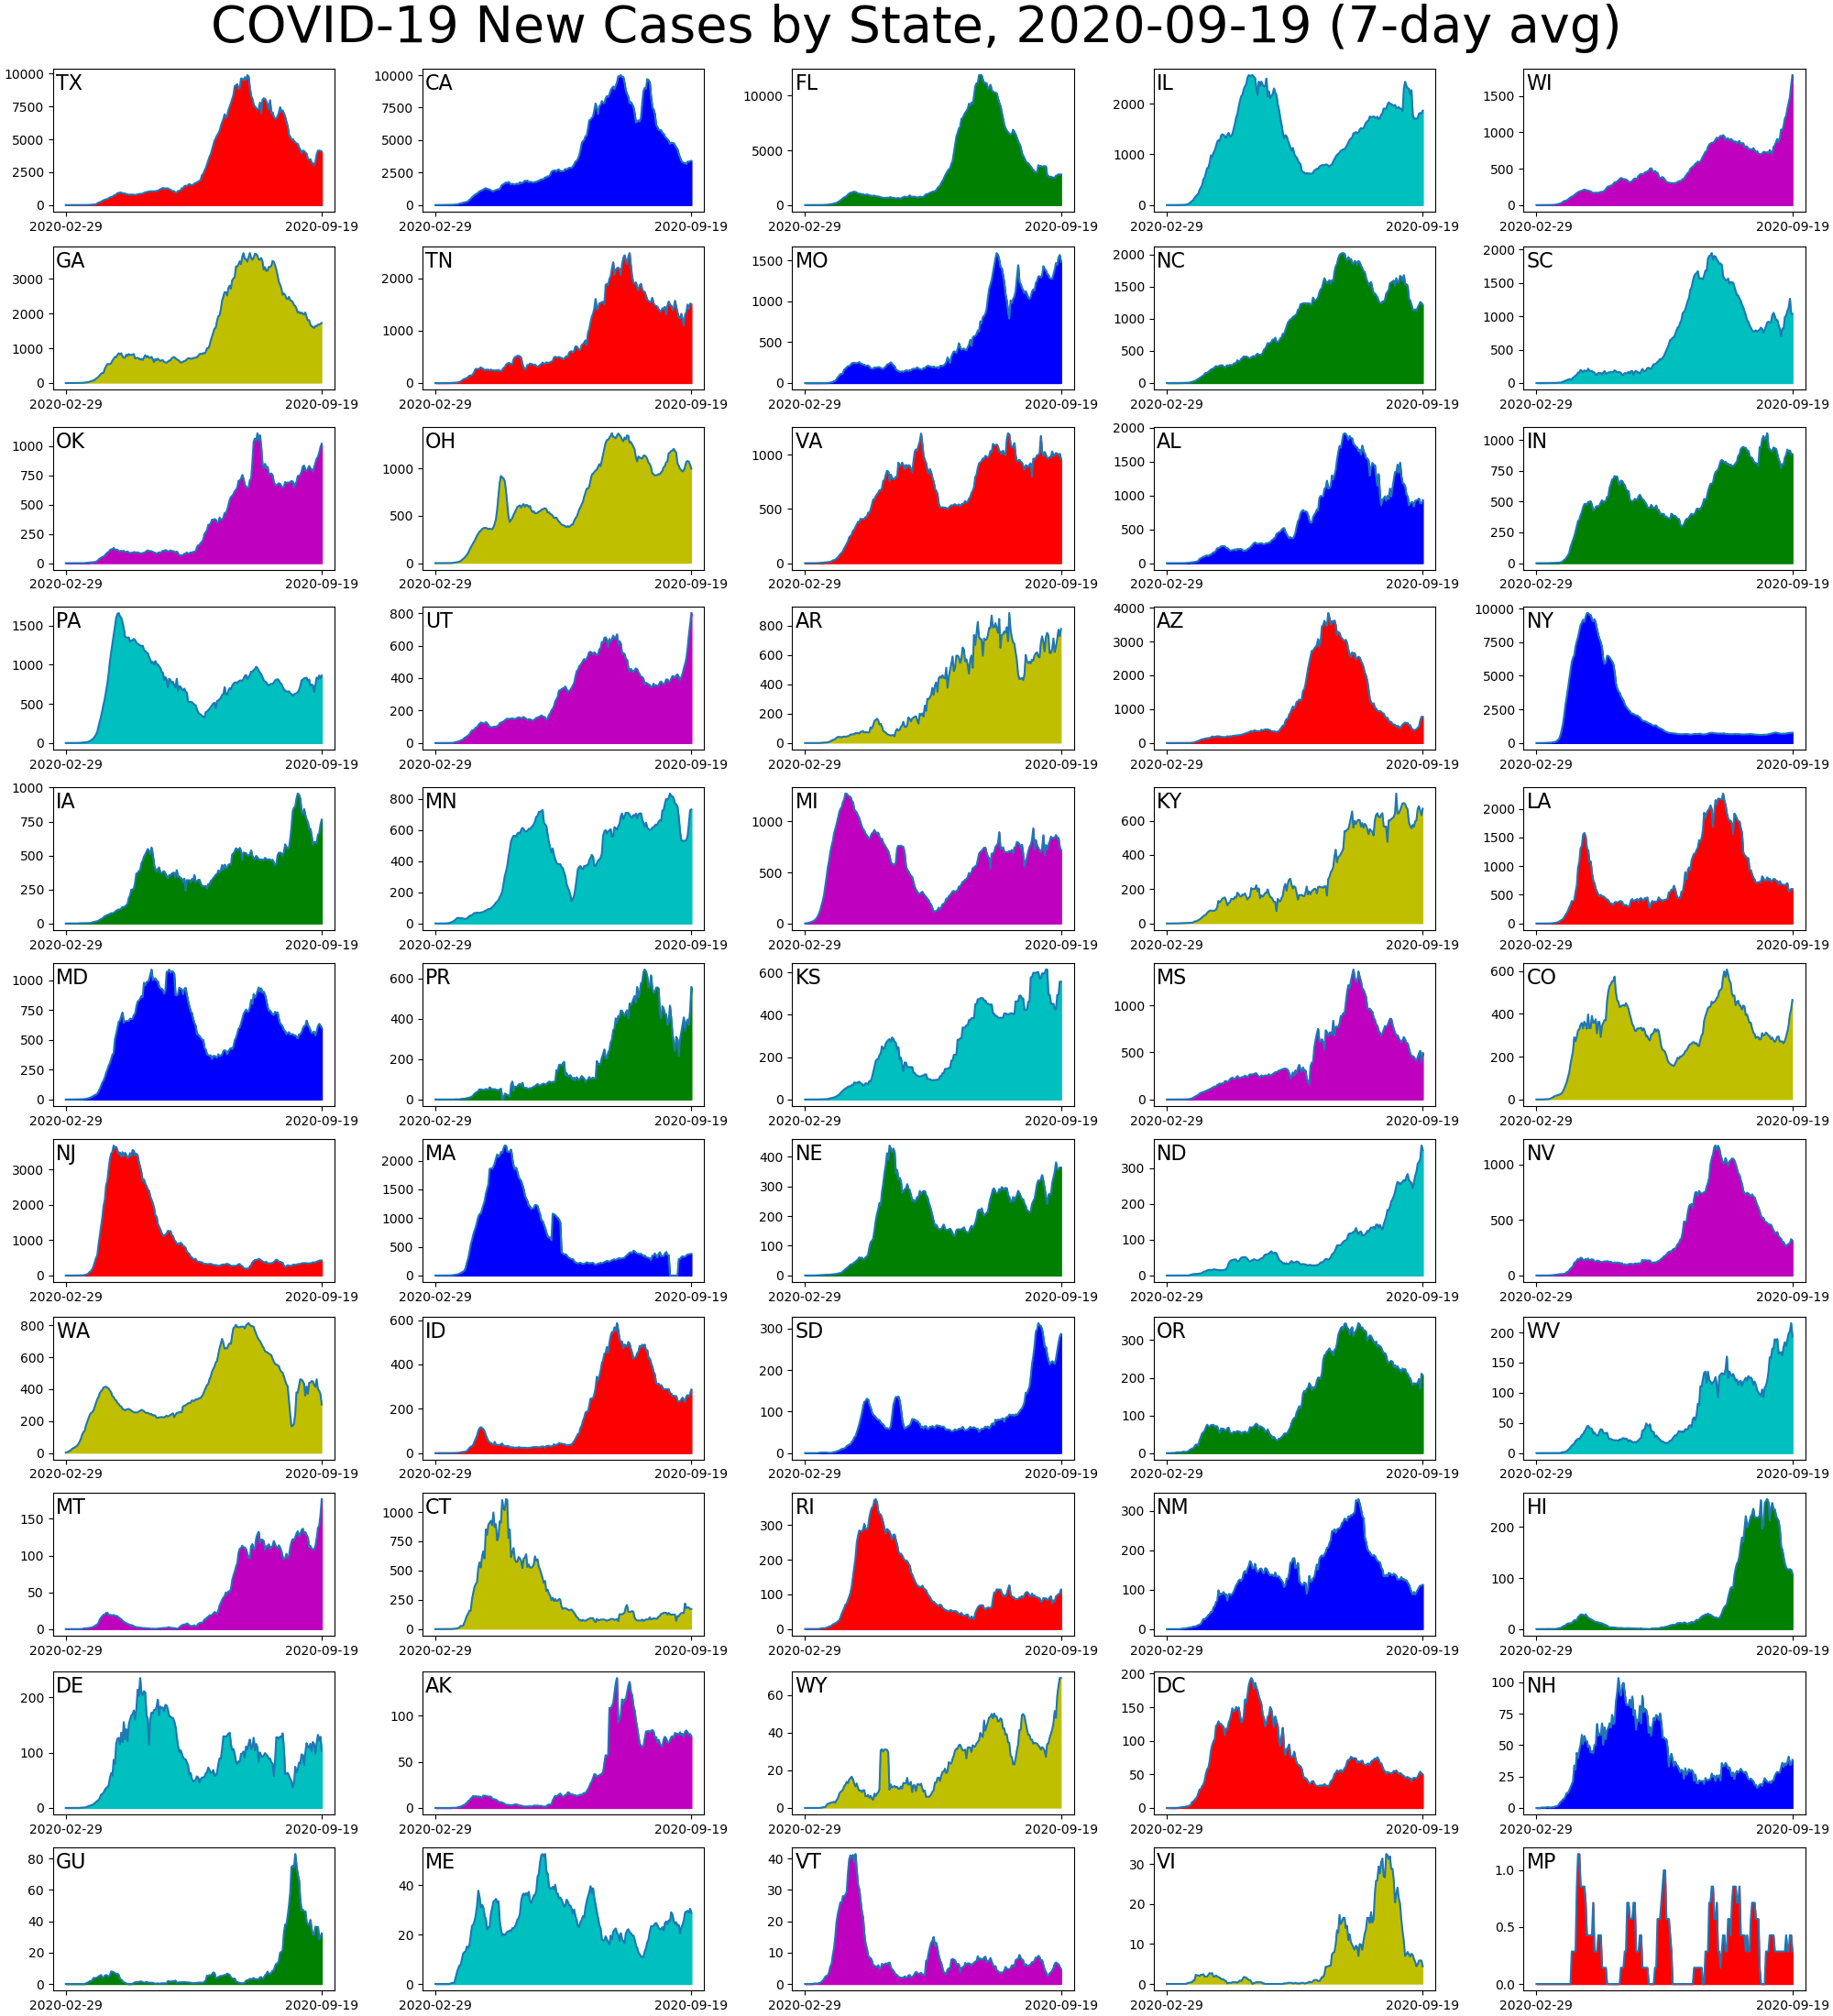 COVID-19 New Cases by State, 2020-09-19 (7-day avg)
TX 10000 7500 5000 2500 0 2020-02-29 2020-09-19
CA 10000 7500 5000 2500 0 2020-02-29 2020-09-19
FL 10000 5000 0 2020-02-29 2020-09-19
IL 2000 1000 0 2020-02-29 2020-09-19
WI 1500 1000 500 0 2020-02-29 2020-09-19
GA 3000 2000 1000 0 2020-02-29 2020-09-19
TN 2000 1000 0 2020-02-29 2020-09-19
MO 1500 1000 500 0 2020-02-29 2020-09-19
NC 2000 1500 1000 500 0 2020-02-29 2020-09-19
SC 2000 1500 1000 500 0 2020-02-29 2020-09-19
OK 1000 750 500 250 0 2020-02-29 2020-09-19
OH 1000 500 0 2020-02-29 2020-09-19
VA 1000 500 0 2020-02-29 2020-09-19
AL 2000 1500 1000 500 0 2020-02-29 2020-09-19
IN 1000 750 500 250 0 2020-02-29 2020-09-19
PA 1500 1000 500 0 2020-02-29 2020-09-19
UT 800 600 400 200 0 2020-02-29 2020-09-19
AR 800 600 400 200 0 2020-02-29 2020-09-19
AZ 4000 3000 2000 1000 0 2020-02-29 2020-09-19
NY 10000 7500 5000 2500 0 2020-02-29 2020-09-19
IA 1000 750 500 250 0 2020-02-29 2020-09-19
MN 800 600 400 200 0 2020-02-29 2020-09-19
MI 1000 500 0 2020-02-29 2020-09-19
KY 600 400 200 0 2020-02-29 2020-09-19
LA 2000 1500 1000 500 0 2020-02-29 2020-09-19
MD 1000 750 500 250 0 2020-02-29 2020-09-19
PR 600 400 200 0 2020-02-29 2020-09-19
KS 600 400 200 0 2020-02-29 2020-09-19
MS 1000 500 0 2020-02-29 2020-09-19
CO 600 400 200 0 2020-02-29 2020-09-19
NJ 3000 2000 1000 0 2020-02-29 2020-09-19
MA 2000 1500 1000 500 0 2020-02-29 2020-09-19
NE 400 300 200 100 0 2020-02-29 2020-09-19
ND 300 200 100 0 2020-02-29 2020-09-19
NV 1000 500 0 2020-02-29 2020-09-19
WA 800 600 400 200 0 2020-02-29 2020-09-19
ID 600 400 200 0 2020-02-29 2020-09-19
SD 300 200 100 0 2020-02-29 2020-09-19
OR 300 200 100 0 2020-02-29 2020-09-19
WV 200 150 100 50 0 2020-02-29 2020-09-19
MT 150 100 50 0 2020-02-29 2020-09-19
CT 1000 750 500 250 0 2020-02-29 2020-09-19
RI 300 200 100 0 2020-02-29 2020-09-19
NM 300 200 100 0 2020-02-29 2020-09-19
HI 200 100 0 2020-02-29 2020-09-19
DE 200 100 0 2020-02-29 2020-09-19
AK 100 50 0 2020-02-29 2020-09-19
WY 60 40 20 0 2020-02-29 2020-09-19
DC 200 150 100 50 0 2020-02-29 2020-09-19
NH 100 75 50 25 0 2020-02-29 2020-09-19
GU 80 60 40 20 0 2020-02-29 2020-09-19
ME 40 20 0 2020-02-29 2020-09-19
VT 40 30 20 10 0 2020-02-29 2020-09-19
VI 30 20 10 0 2020-02-29 2020-09-19
MP 1.0 0.5 0.0 2020-02-29 2020-09-19